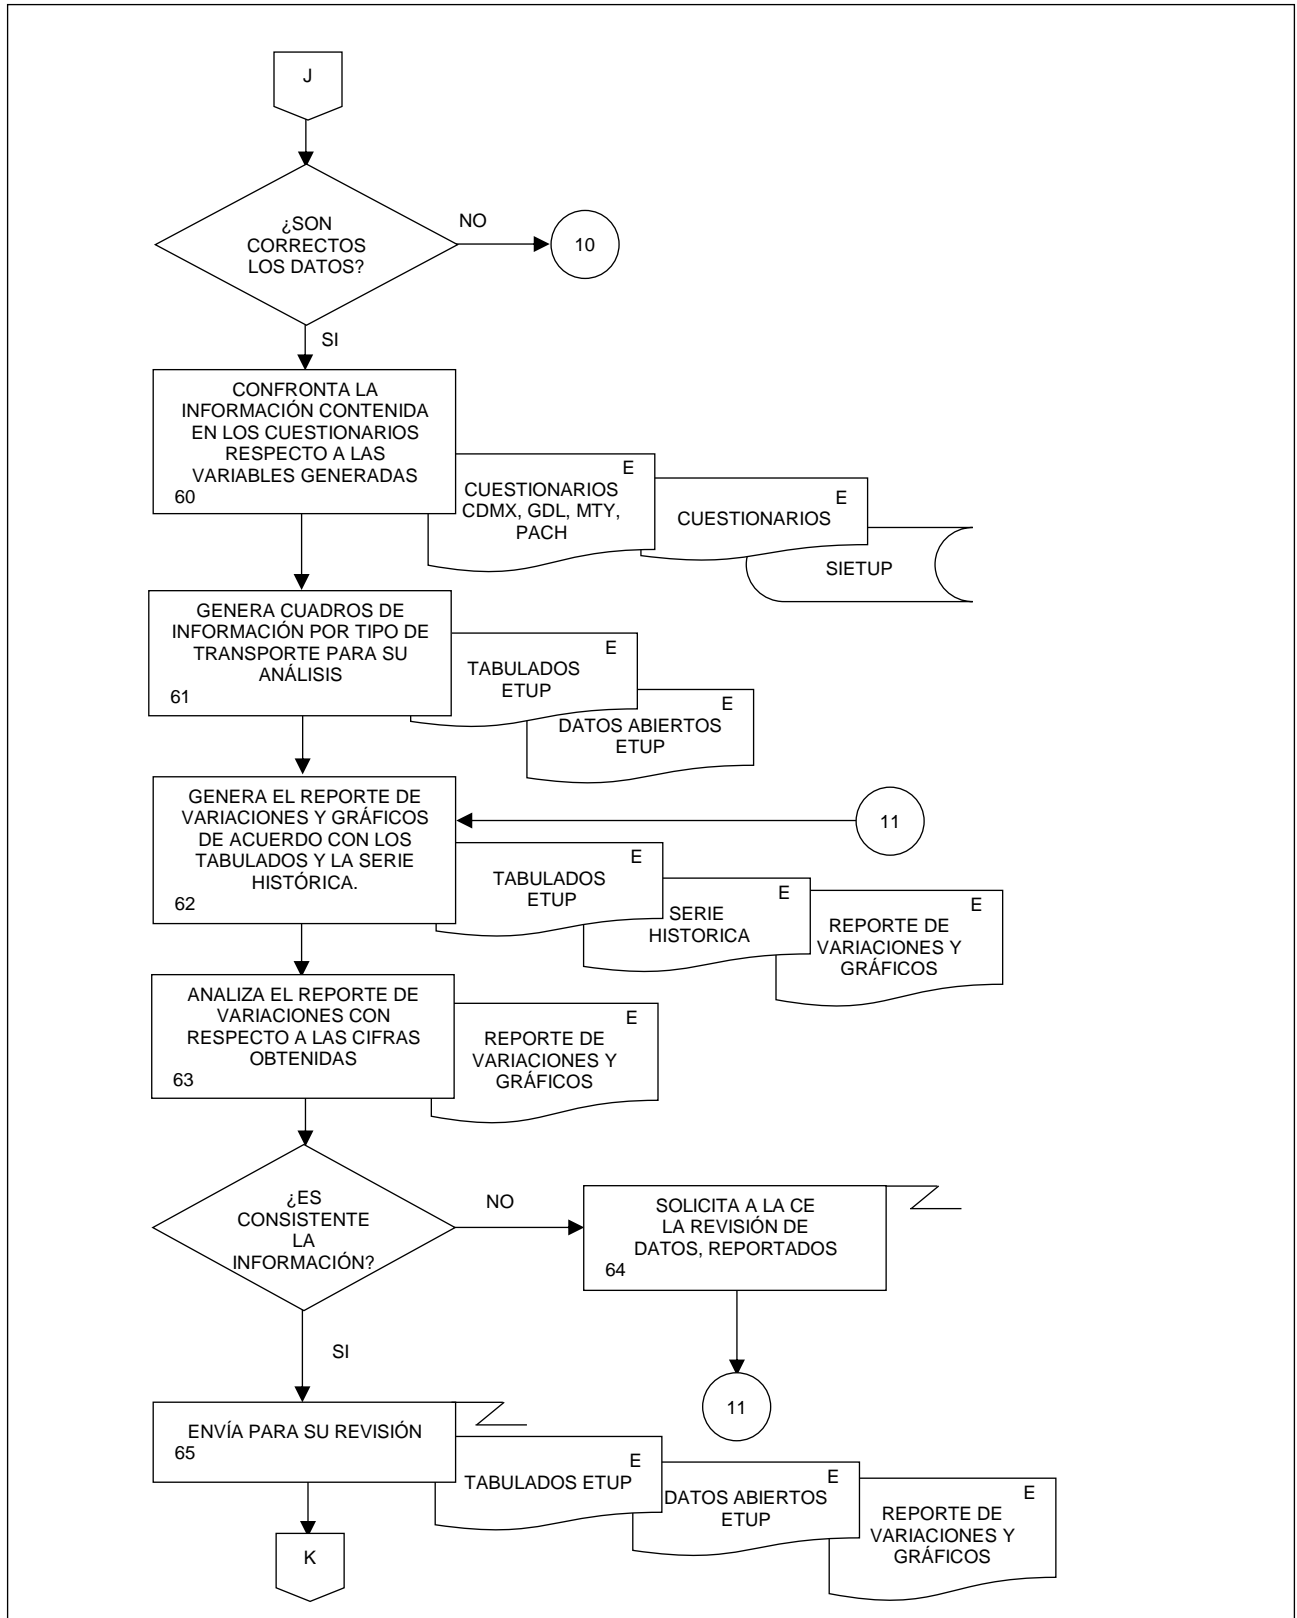 J
¿SON
CORRECTOS
LOS DATOS?
NO
10
SI
CONFRONTA LA
INFORMACIÓN CONTENIDA
EN LOS CUESTIONARIOS
RESPECTO A LAS
VARIABLES GENERADAS
60
E
CUESTIONARIOS
CDMX, GDL, MTY,
PACH
E
CUESTIONARIOS
SIETUP
GENERA CUADROS DE
INFORMACIÓN POR TIPO DE
TRANSPORTE PARA SU
ANÁLISIS
61
E
TABULADOS
ETUP
E
DATOS ABIERTOS
ETUP
GENERA EL REPORTE DE
VARIACIONES Y GRÁFICOS
DE ACUERDO CON LOS
TABULADOS Y LA SERIE
HISTÓRICA.
62
11
E
TABULADOS
ETUP
E
SERIE
HISTORICA
E
REPORTE DE
VARIACIONES Y
GRÁFICOS
ANALIZA EL REPORTE DE
VARIACIONES CON
RESPECTO A LAS CIFRAS
OBTENIDAS
63
E
REPORTE DE
VARIACIONES Y
GRÁFICOS
¿ES
CONSISTENTE
LA
INFORMACIÓN?
NO
SOLICITA A LA CE
LA REVISIÓN DE
DATOS, REPORTADOS
64
SI
11
ENVÍA PARA SU REVISIÓN
65
E
TABULADOS ETUP
E
DATOS ABIERTOS
ETUP
E
REPORTE DE
VARIACIONES Y
GRÁFICOS
K